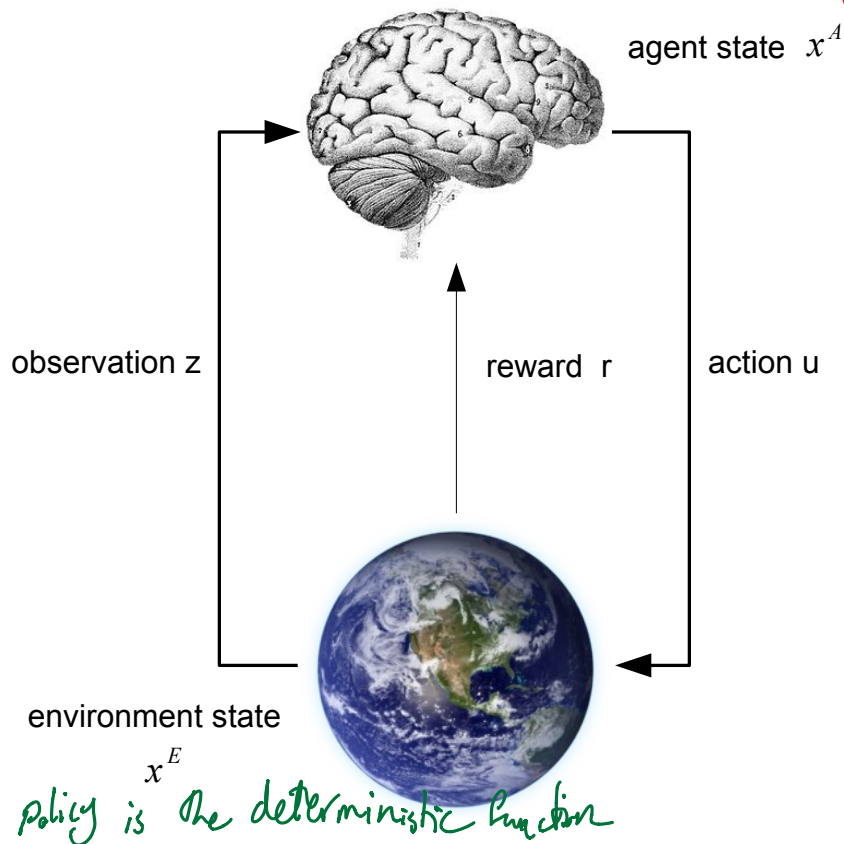 agent state x^A
observation z
reward r
action u
environment state
x^E
policy is the deterministic function